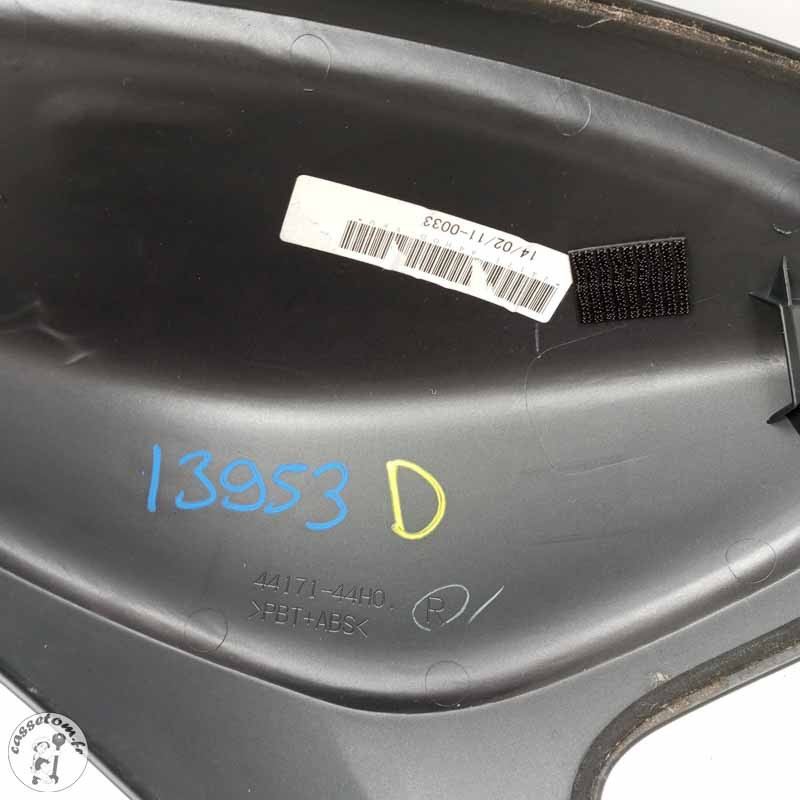 14/02/11-0033
13953 D
44171-44H0. R
>PBT+ABS<
cassetom.fr